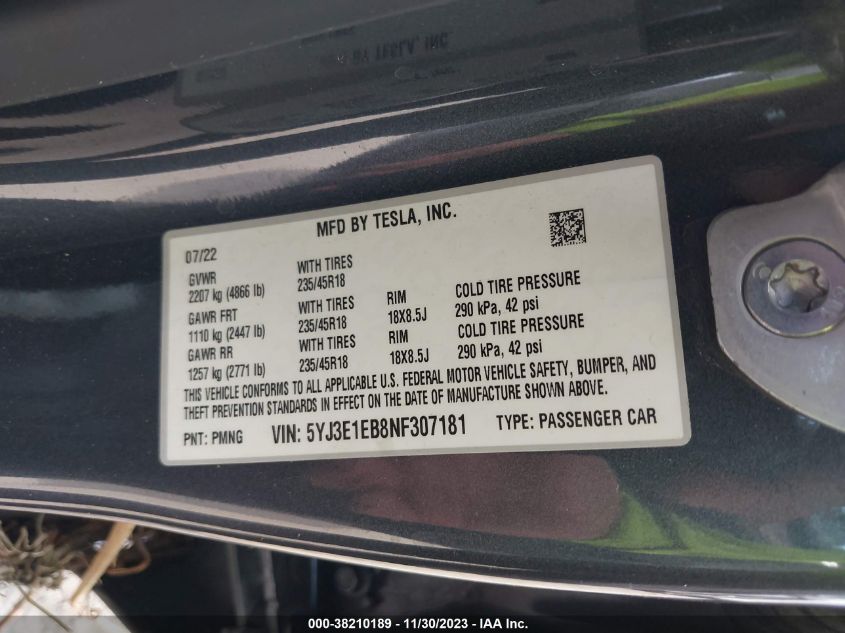 MFD BY TESLA, INC.
07/22
GVWR WITH TIRES
2207 kg (4866 lb) 235/45R18
GAWR FRT WITH TIRES RIM COLD TIRE PRESSURE
1110 kg (2447 lb) 235/45R18 18X8.5J 290 kPa, 42 psi
GAWR RR WITH TIRES RIM COLD TIRE PRESSURE
1257 kg (2771 lb) 235/45R18 18X8.5J 290 kPa, 42 psi
THIS VEHICLE CONFORMS TO ALL APPLICABLE U.S. FEDERAL MOTOR VEHICLE SAFETY, BUMPER, AND
THEFT PREVENTION STANDARDS IN EFFECT ON THE DATE OF MANUFACTURE SHOWN ABOVE.
PNT: PMNG VIN: 5YJ3E1EB8NF307181 TYPE: PASSENGER CAR
000-38210189 - 11/30/2023 - IAA Inc.